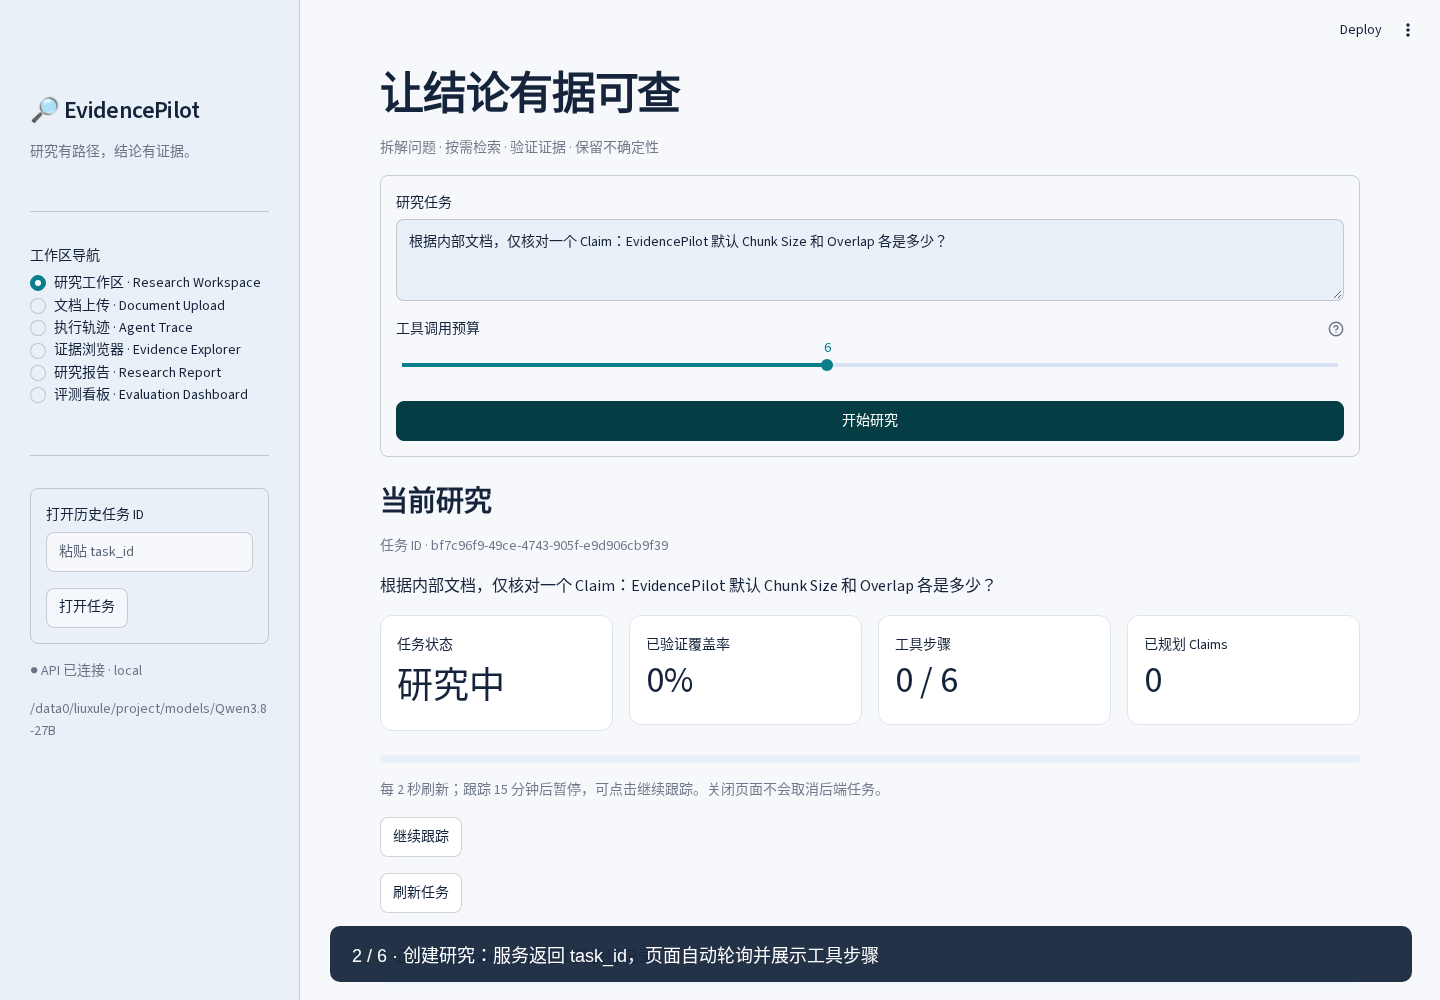 Deploy
🔎 EvidencePilot
研究有路径，结论有证据。
工作区导航
研究工作区 · Research Workspace
文档上传 · Document Upload
执行轨迹 · Agent Trace
证据浏览器 · Evidence Explorer
研究报告 · Research Report
评测看板 · Evaluation Dashboard
打开历史任务 ID
粘贴 task_id
打开任务
● API 已连接 · local
/data0/liuxule/project/models/Qwen3.8
-27B
让结论有据可查
拆解问题 · 按需检索 · 验证证据 · 保留不确定性
研究任务
根据内部文档，仅核对一个 Claim：EvidencePilot 默认 Chunk Size 和 Overlap 各是多少？
工具调用预算
6
开始研究
当前研究
任务 ID · bf7c96f9-49ce-4743-905f-e9d906cb9f39
根据内部文档，仅核对一个 Claim：EvidencePilot 默认 Chunk Size 和 Overlap 各是多少？
任务状态
研究中
已验证覆盖率
0%
工具步骤
0 / 6
已规划 Claims
0
每 2 秒刷新；跟踪 15 分钟后暂停，可点击继续跟踪。关闭页面不会取消后端任务。
继续跟踪
刷新任务
2 / 6 · 创建研究：服务返回 task_id，页面自动轮询并展示工具步骤